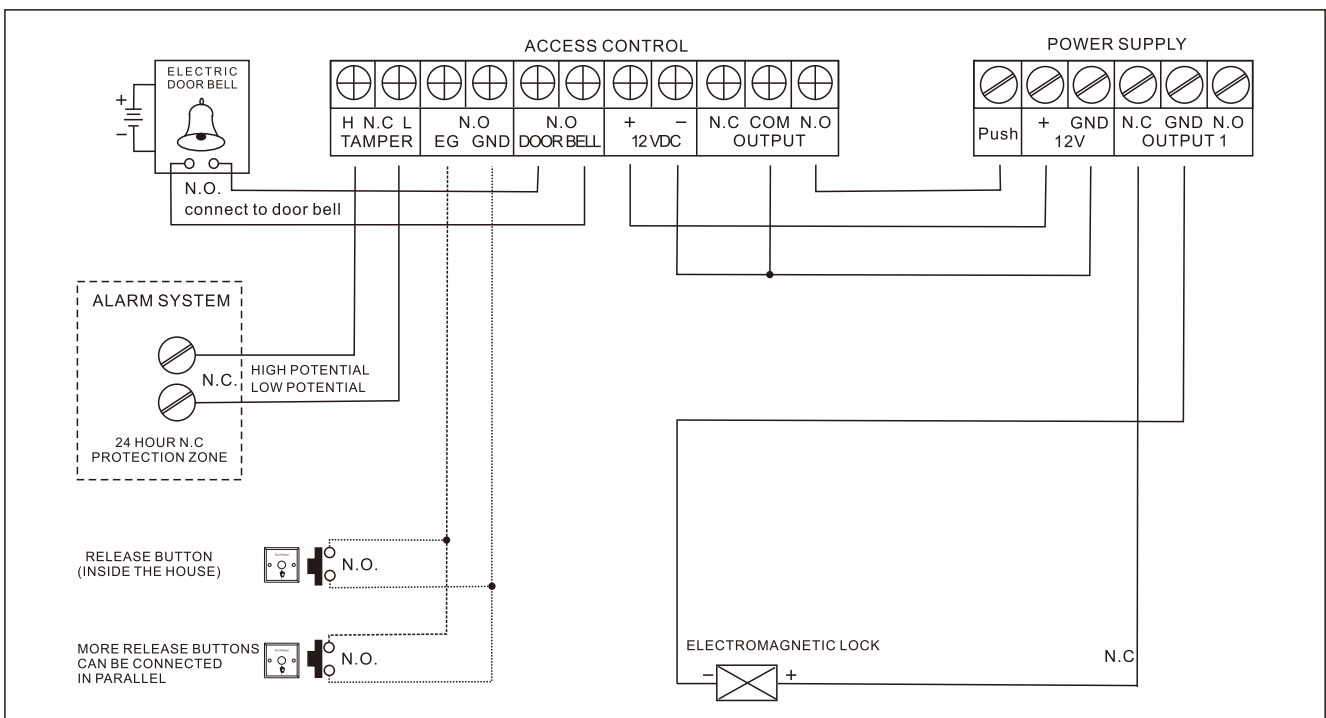 ACCESS CONTROL
POWER SUPPLY
ELECTRIC
DOOR BELL
+
−
H N.C L
TAMPER
N.O
EG GND
N.O
DOOR BELL
+ −
12 VDC
N.C COM N.O
OUTPUT
Push
+ GND
12V
N.C GND N.O
OUTPUT 1
N.O.
connect to door bell
ALARM SYSTEM
N.C.
HIGH POTENTIAL
LOW POTENTIAL
24 HOUR N.C
PROTECTION ZONE
RELEASE BUTTON
(INSIDE THE HOUSE)
N.O.
MORE RELEASE BUTTONS
CAN BE CONNECTED
IN PARALLEL
N.O.
ELECTROMAGNETIC LOCK
− +
N.C